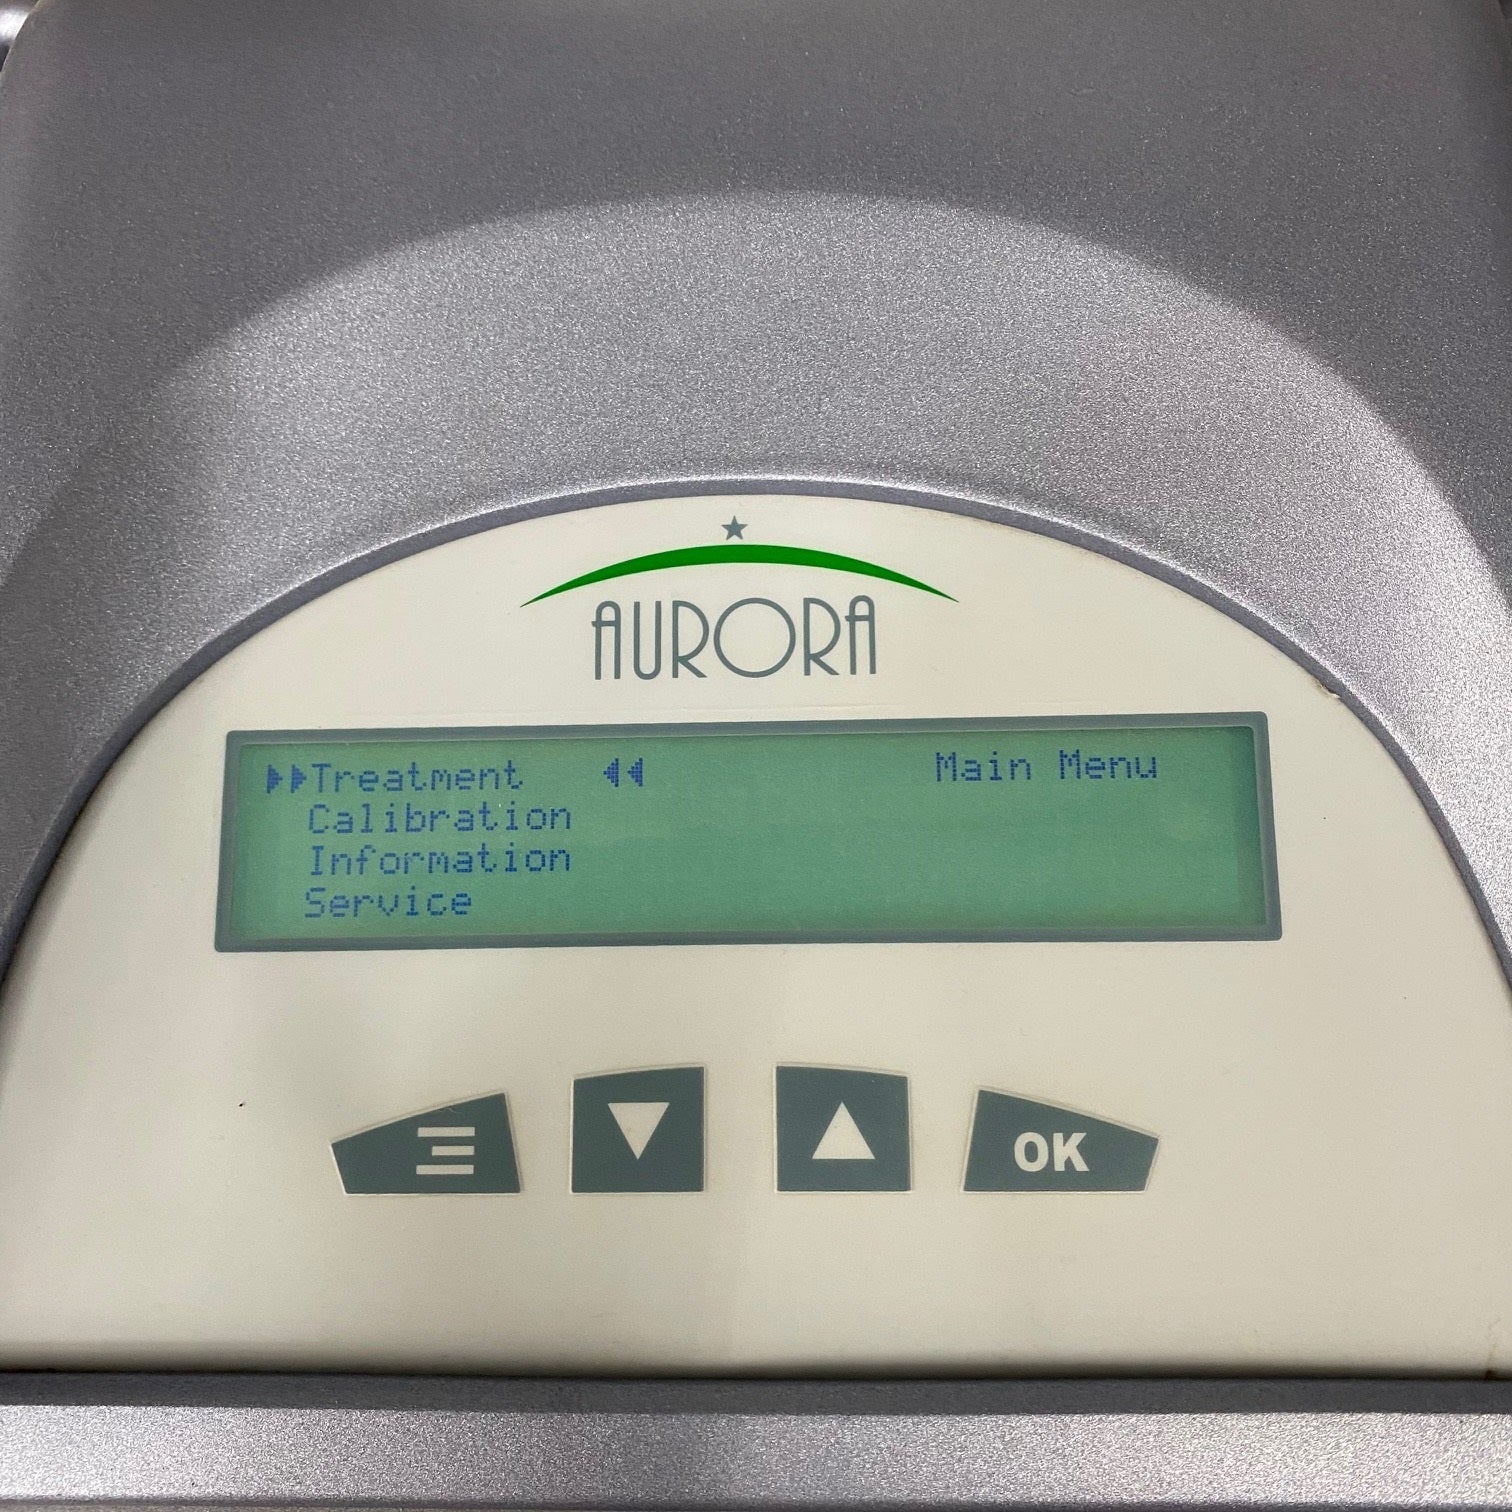 AURORA
Treatment Main Menu
Calibration
Information
Service
OK